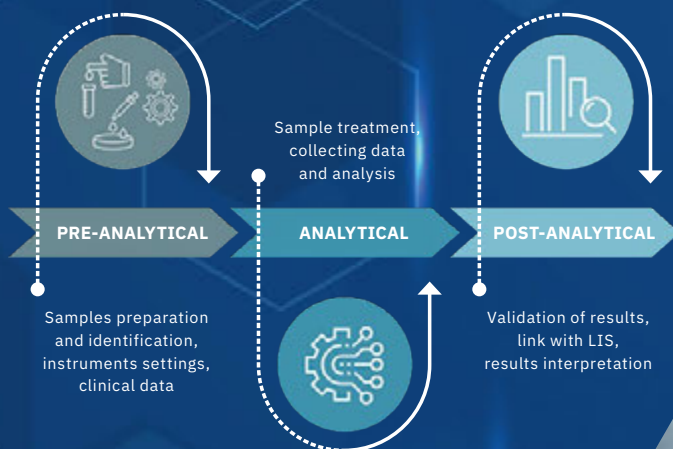 Sample treatment,
collecting data
and analysis
PRE-ANALYTICAL
ANALYTICAL
POST-ANALYTICAL
Samples preparation
and identification,
instruments settings,
clinical data
Validation of results,
link with LIS,
results interpretation